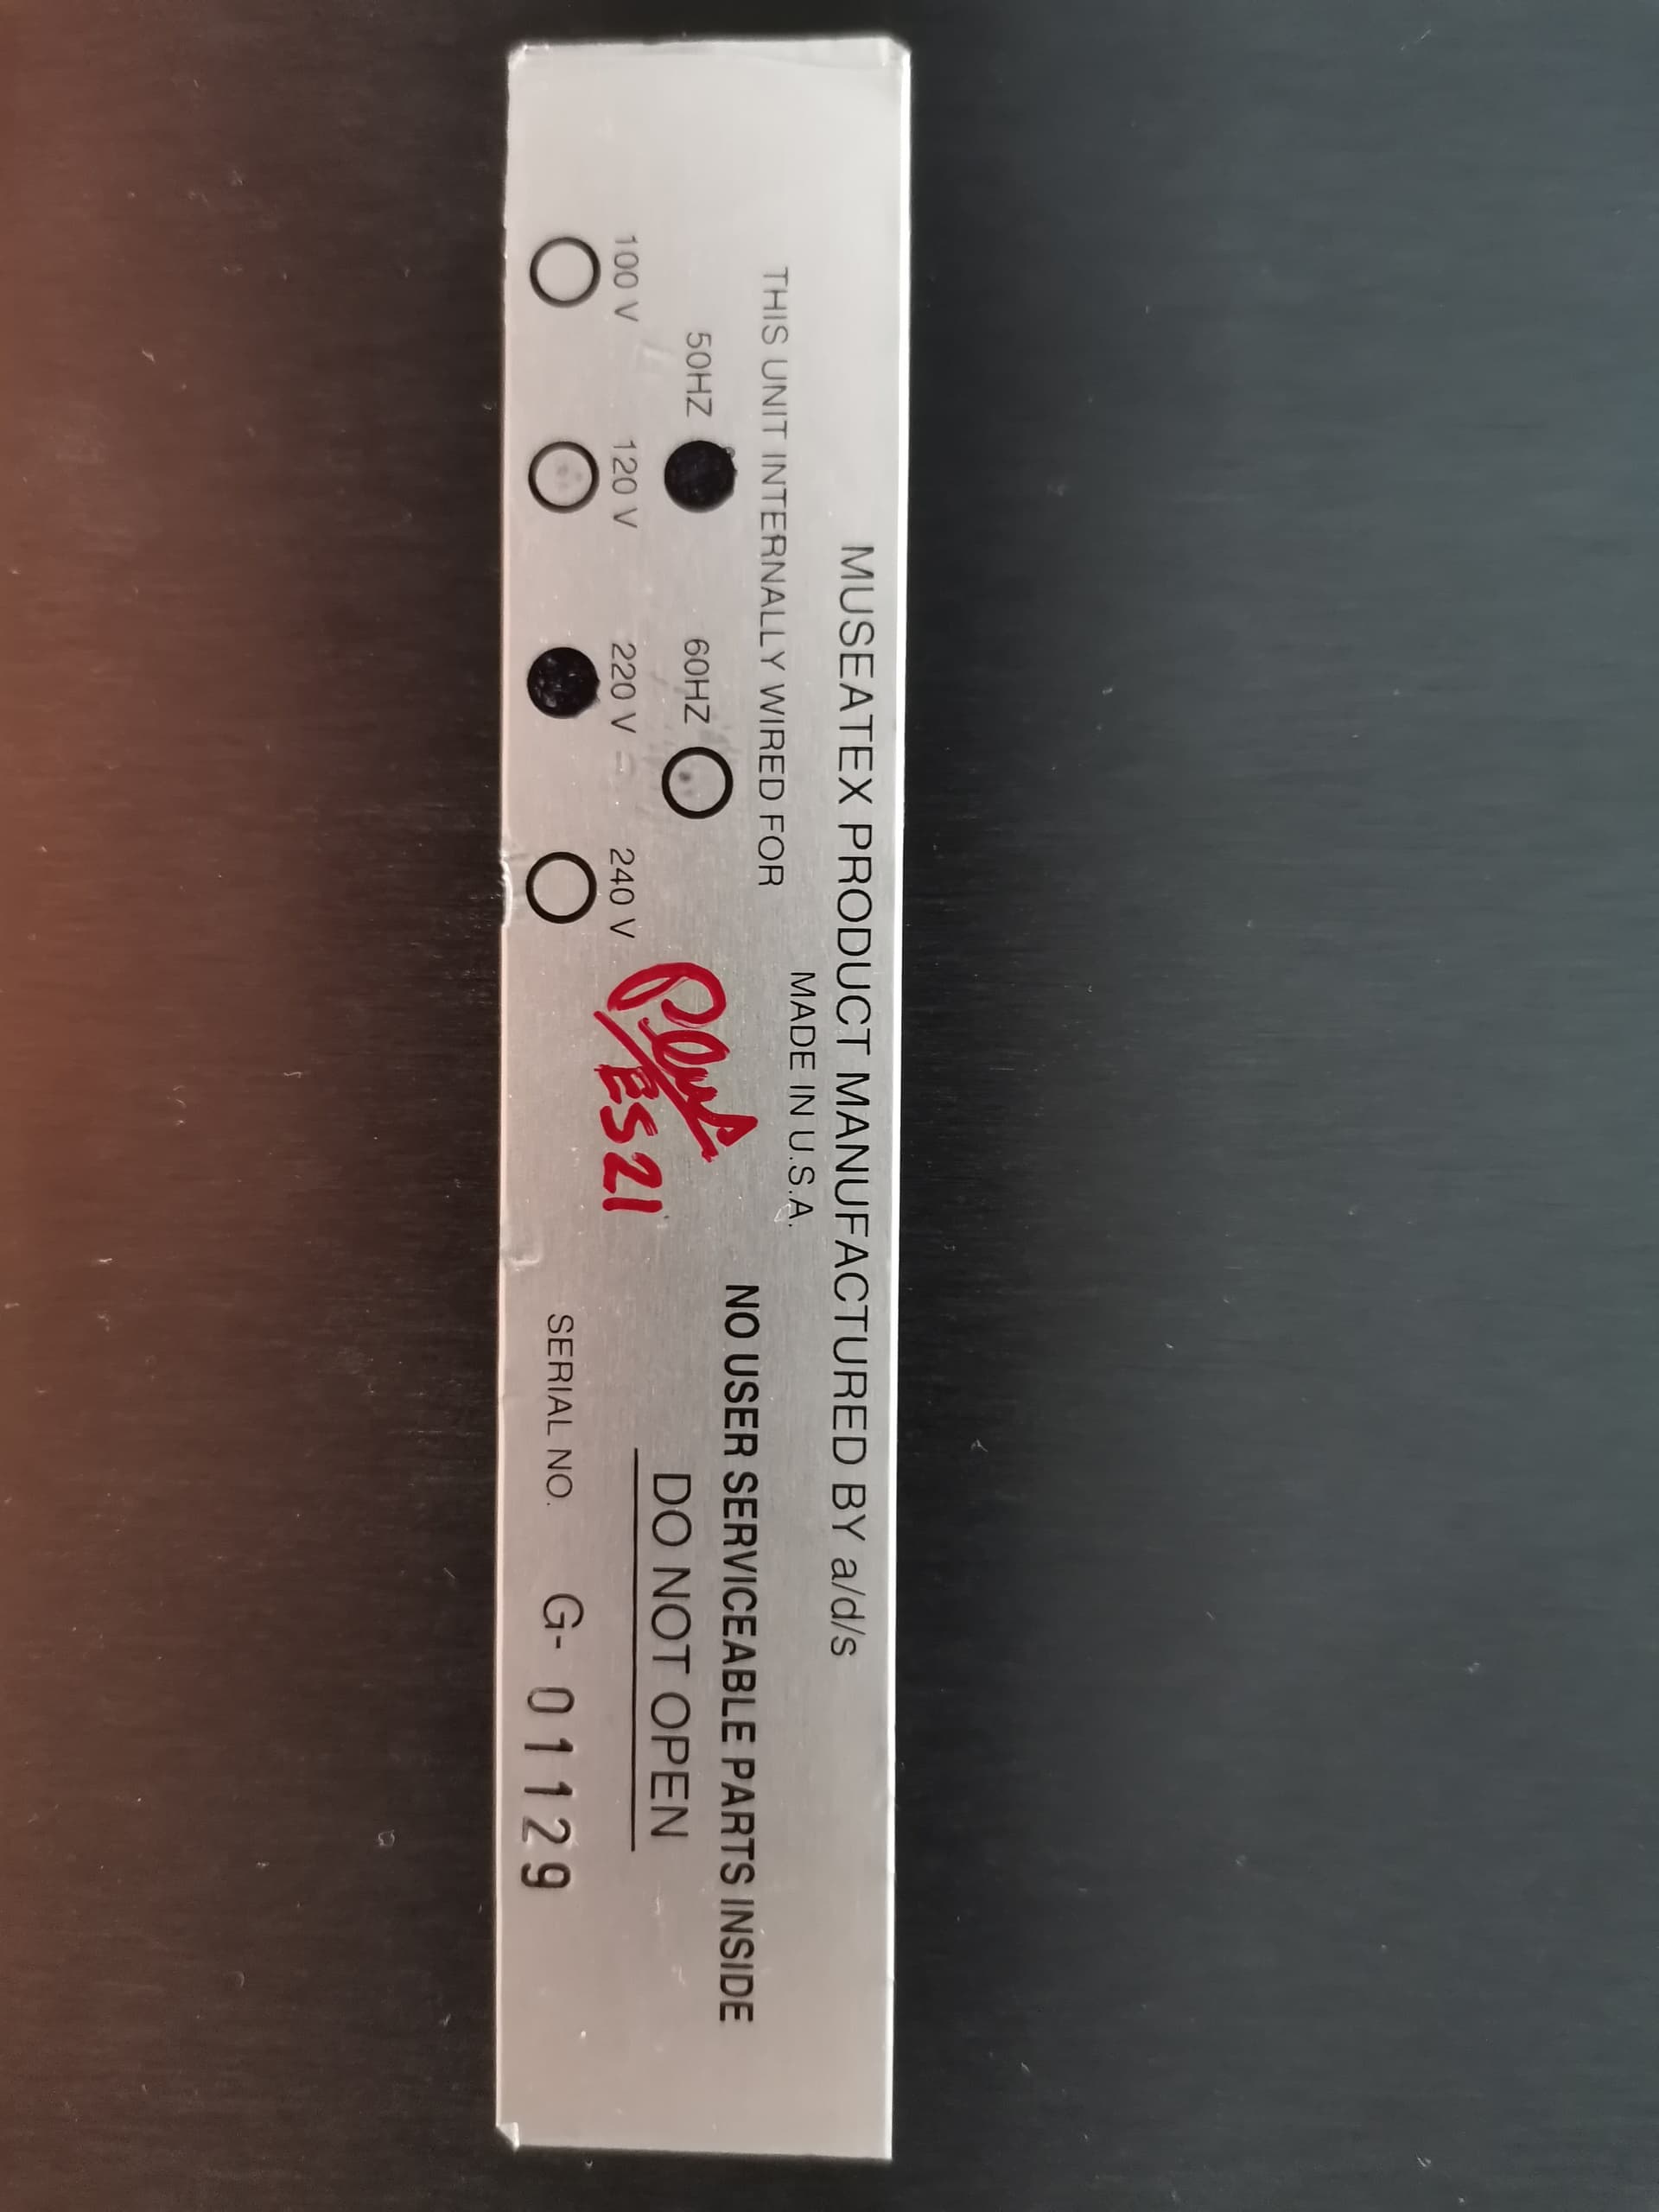 MUSEATEX PRODUCT MANUFACTURED BY a/d/s
MADE IN U.S.A.
THIS UNIT INTERNALLY WIRED FOR
50HZ 60HZ
100 V 120 V 220 V 240 V
ES21
NO USER SERVICEABLE PARTS INSIDE
DO NOT OPEN
SERIAL NO. G- 01129